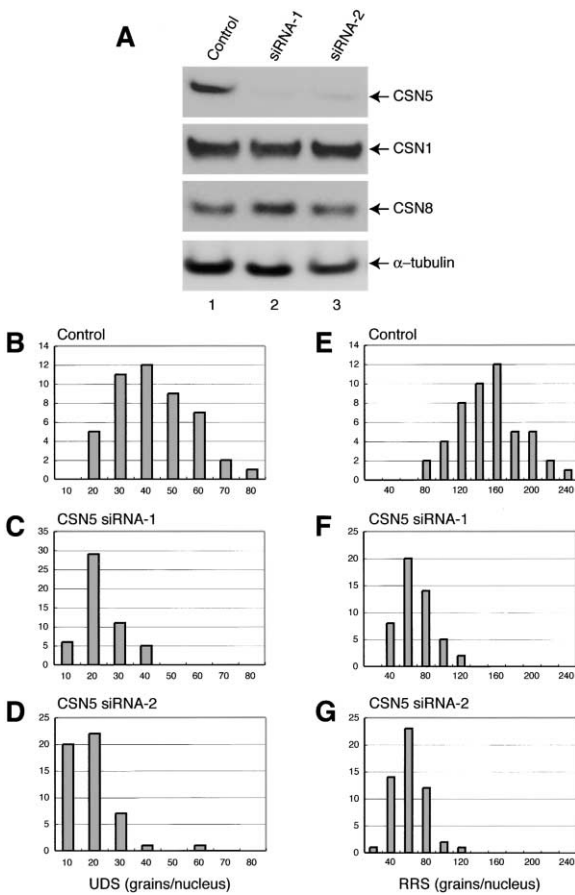 A
Control siRNA-1 siRNA-2
CSN5
CSN1
CSN8
α-tubulin
1 2 3
B Control
14
12
10
8
6
4
2
0
10 20 30 40 50 60 70 80
E Control
14
12
10
8
6
4
2
0
40 80 120 160 200 240
C CSN5 siRNA-1
35
30
25
20
15
10
5
0
10 20 30 40 50 60 70 80
F CSN5 siRNA-1
25
20
15
10
5
0
40 80 120 160 200 240
D CSN5 siRNA-2
25
20
15
10
5
0
10 20 30 40 50 60 70 80
UDS (grains/nucleus)
G CSN5 siRNA-2
25
20
15
10
5
0
40 80 120 160 200 240
RRS (grains/nucleus)